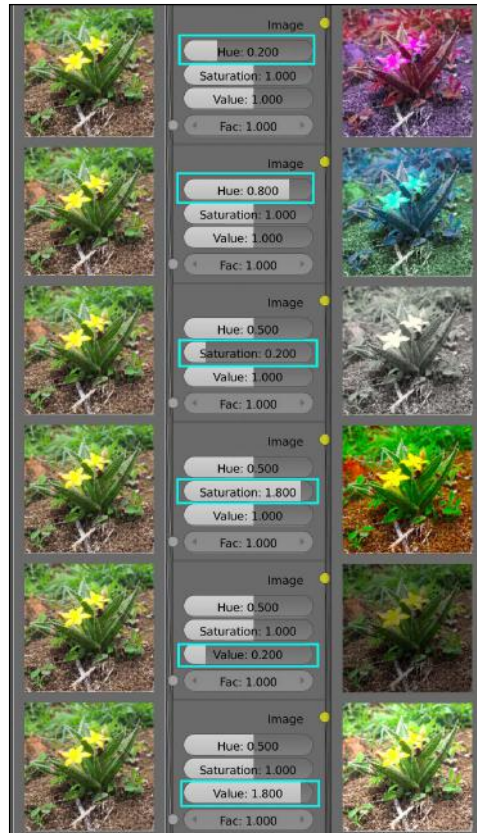 Image
Hue: 0.200
Saturation: 1.000
Value: 1.000
Fac: 1.000
Image
Hue: 0.800
Saturation: 1.000
Value: 1.000
Fac: 1.000
Image
Hue: 0.500
Saturation: 0.200
Value: 1.000
Fac: 1.000
Image
Hue: 0.500
Saturation: 1.800
Value: 1.000
Fac: 1.000
Image
Hue: 0.500
Saturation: 1.000
Value: 0.200
Fac: 1.000
Image
Hue: 0.500
Saturation: 1.000
Value: 1.800
Fac: 1.000